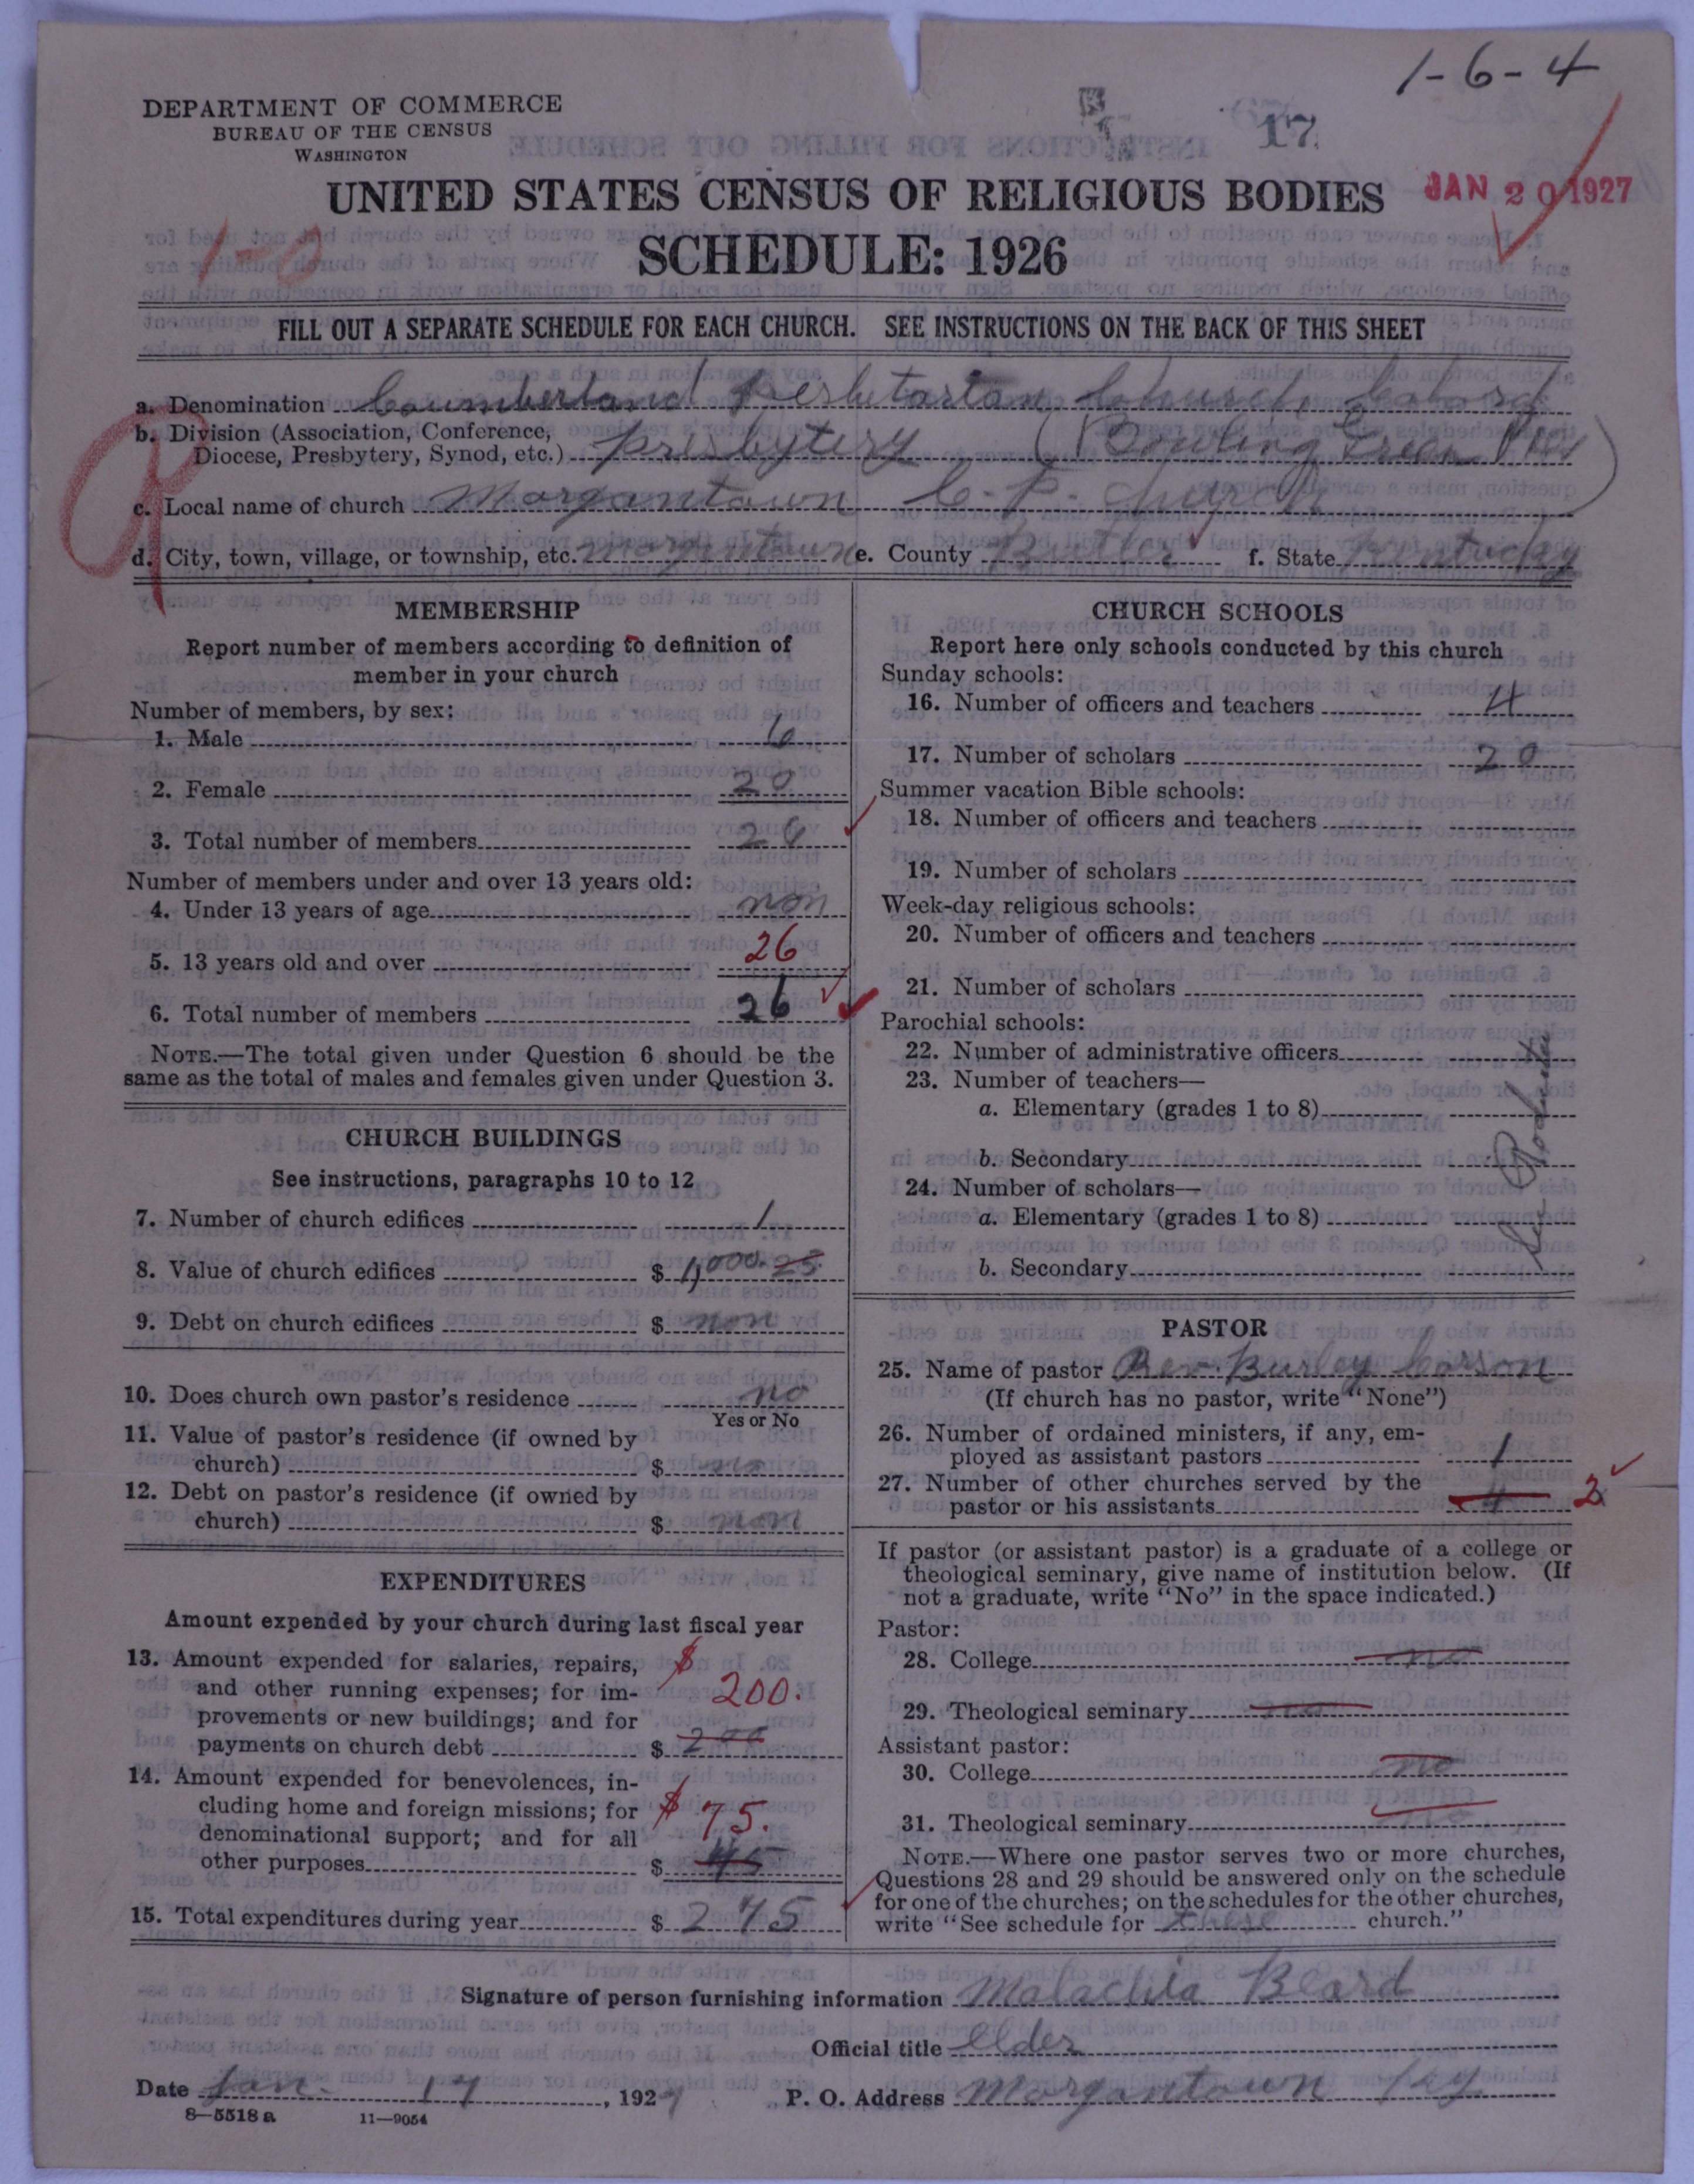 1-6-4
DEPARTMENT OF COMMERCE
BUREAU OF THE CENSUS
WASHINGTON
17
UNITED STATES CENSUS OF RELIGIOUS BODIES
JAN 20 1927
1-0
SCHEDULE: 1926
FILL OUT A SEPARATE SCHEDULE FOR EACH CHURCH. SEE INSTRUCTIONS ON THE BACK OF THIS SHEET
a. Denomination Coumberland Presbetarian Church Colord
b. Division (Association, Conference,
Diocese, Presbytery, Synod, etc.) presbytery (Bowling Green Pres)
c. Local name of church Morgantown C. P. Church
d. City, town, village, or township, etc. Morgantown e. County Butler f. State Kentucky
MEMBERSHIP
Report number of members according to definition of
member in your church
Number of members, by sex:
1. Male 6
2. Female 20
3. Total number of members 26
Number of members under and over 13 years old:
4. Under 13 years of age non
5. 13 years old and over 26
6. Total number of members 26
NOTE.—The total given under Question 6 should be the
same as the total of males and females given under Question 3.
CHURCH BUILDINGS
See instructions, paragraphs 10 to 12
7. Number of church edifices 1
8. Value of church edifices $ 1,000. 25
9. Debt on church edifices $ non
10. Does church own pastor's residence no
Yes or No
11. Value of pastor's residence (if owned by
church) $
12. Debt on pastor's residence (if owned by
church) $ non
EXPENDITURES
Amount expended by your church during last fiscal year
13. Amount expended for salaries, repairs, $
and other running expenses; for im- 200.
provements or new buildings; and for
payments on church debt $ 200
14. Amount expended for benevolences, in-
cluding home and foreign missions; for $ 75.
denominational support; and for all
other purposes $ 45
15. Total expenditures during year $ 275
CHURCH SCHOOLS
Report here only schools conducted by this church
Sunday schools:
16. Number of officers and teachers 4
17. Number of scholars 20
Summer vacation Bible schools:
18. Number of officers and teachers
19. Number of scholars
Week-day religious schools:
20. Number of officers and teachers
21. Number of scholars
Parochial schools:
22. Number of administrative officers
23. Number of teachers—
a. Elementary (grades 1 to 8)
b. Secondary
24. Number of scholars—
a. Elementary (grades 1 to 8)
b. Secondary
PASTOR
25. Name of pastor Rev. Burley Corson
(If church has no pastor, write "None")
26. Number of ordained ministers, if any, em-
ployed as assistant pastors 1
27. Number of other churches served by the
pastor or his assistants 4 2
If pastor (or assistant pastor) is a graduate of a college or
theological seminary, give name of institution below. (If
not a graduate, write "No" in the space indicated.)
Pastor:
28. College no
29. Theological seminary no
Assistant pastor:
30. College no
31. Theological seminary no
NOTE.—Where one pastor serves two or more churches,
Questions 28 and 29 should be answered only on the schedule
for one of the churches; on the schedules for the other churches,
write "See schedule for these church."
Signature of person furnishing information Malachia Beard
Official title elder
Date Jan. 17, 1927 P. O. Address Morgantown Ky
8—5518a 11—9054